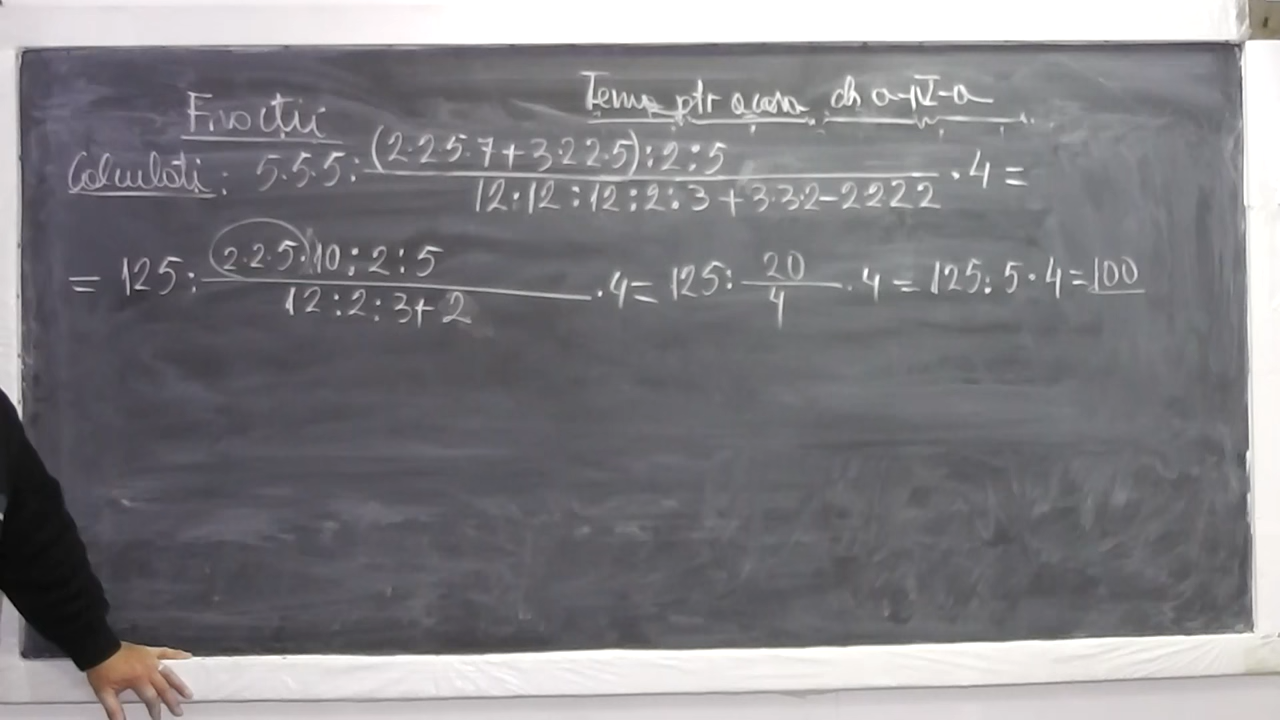 Tema ptr acasa cls a-IV-a
Fractii
Calculati: 5.5.5:(2.2.5.7+3.2.2.5):2:5/12:12:12:2:3+3.3.2-2.2.2.2 . 4 =
= 125: (2.2.5).10:2:5/12:2:3+2 . 4 = 125: 20/4 . 4 = 125:5.4=100